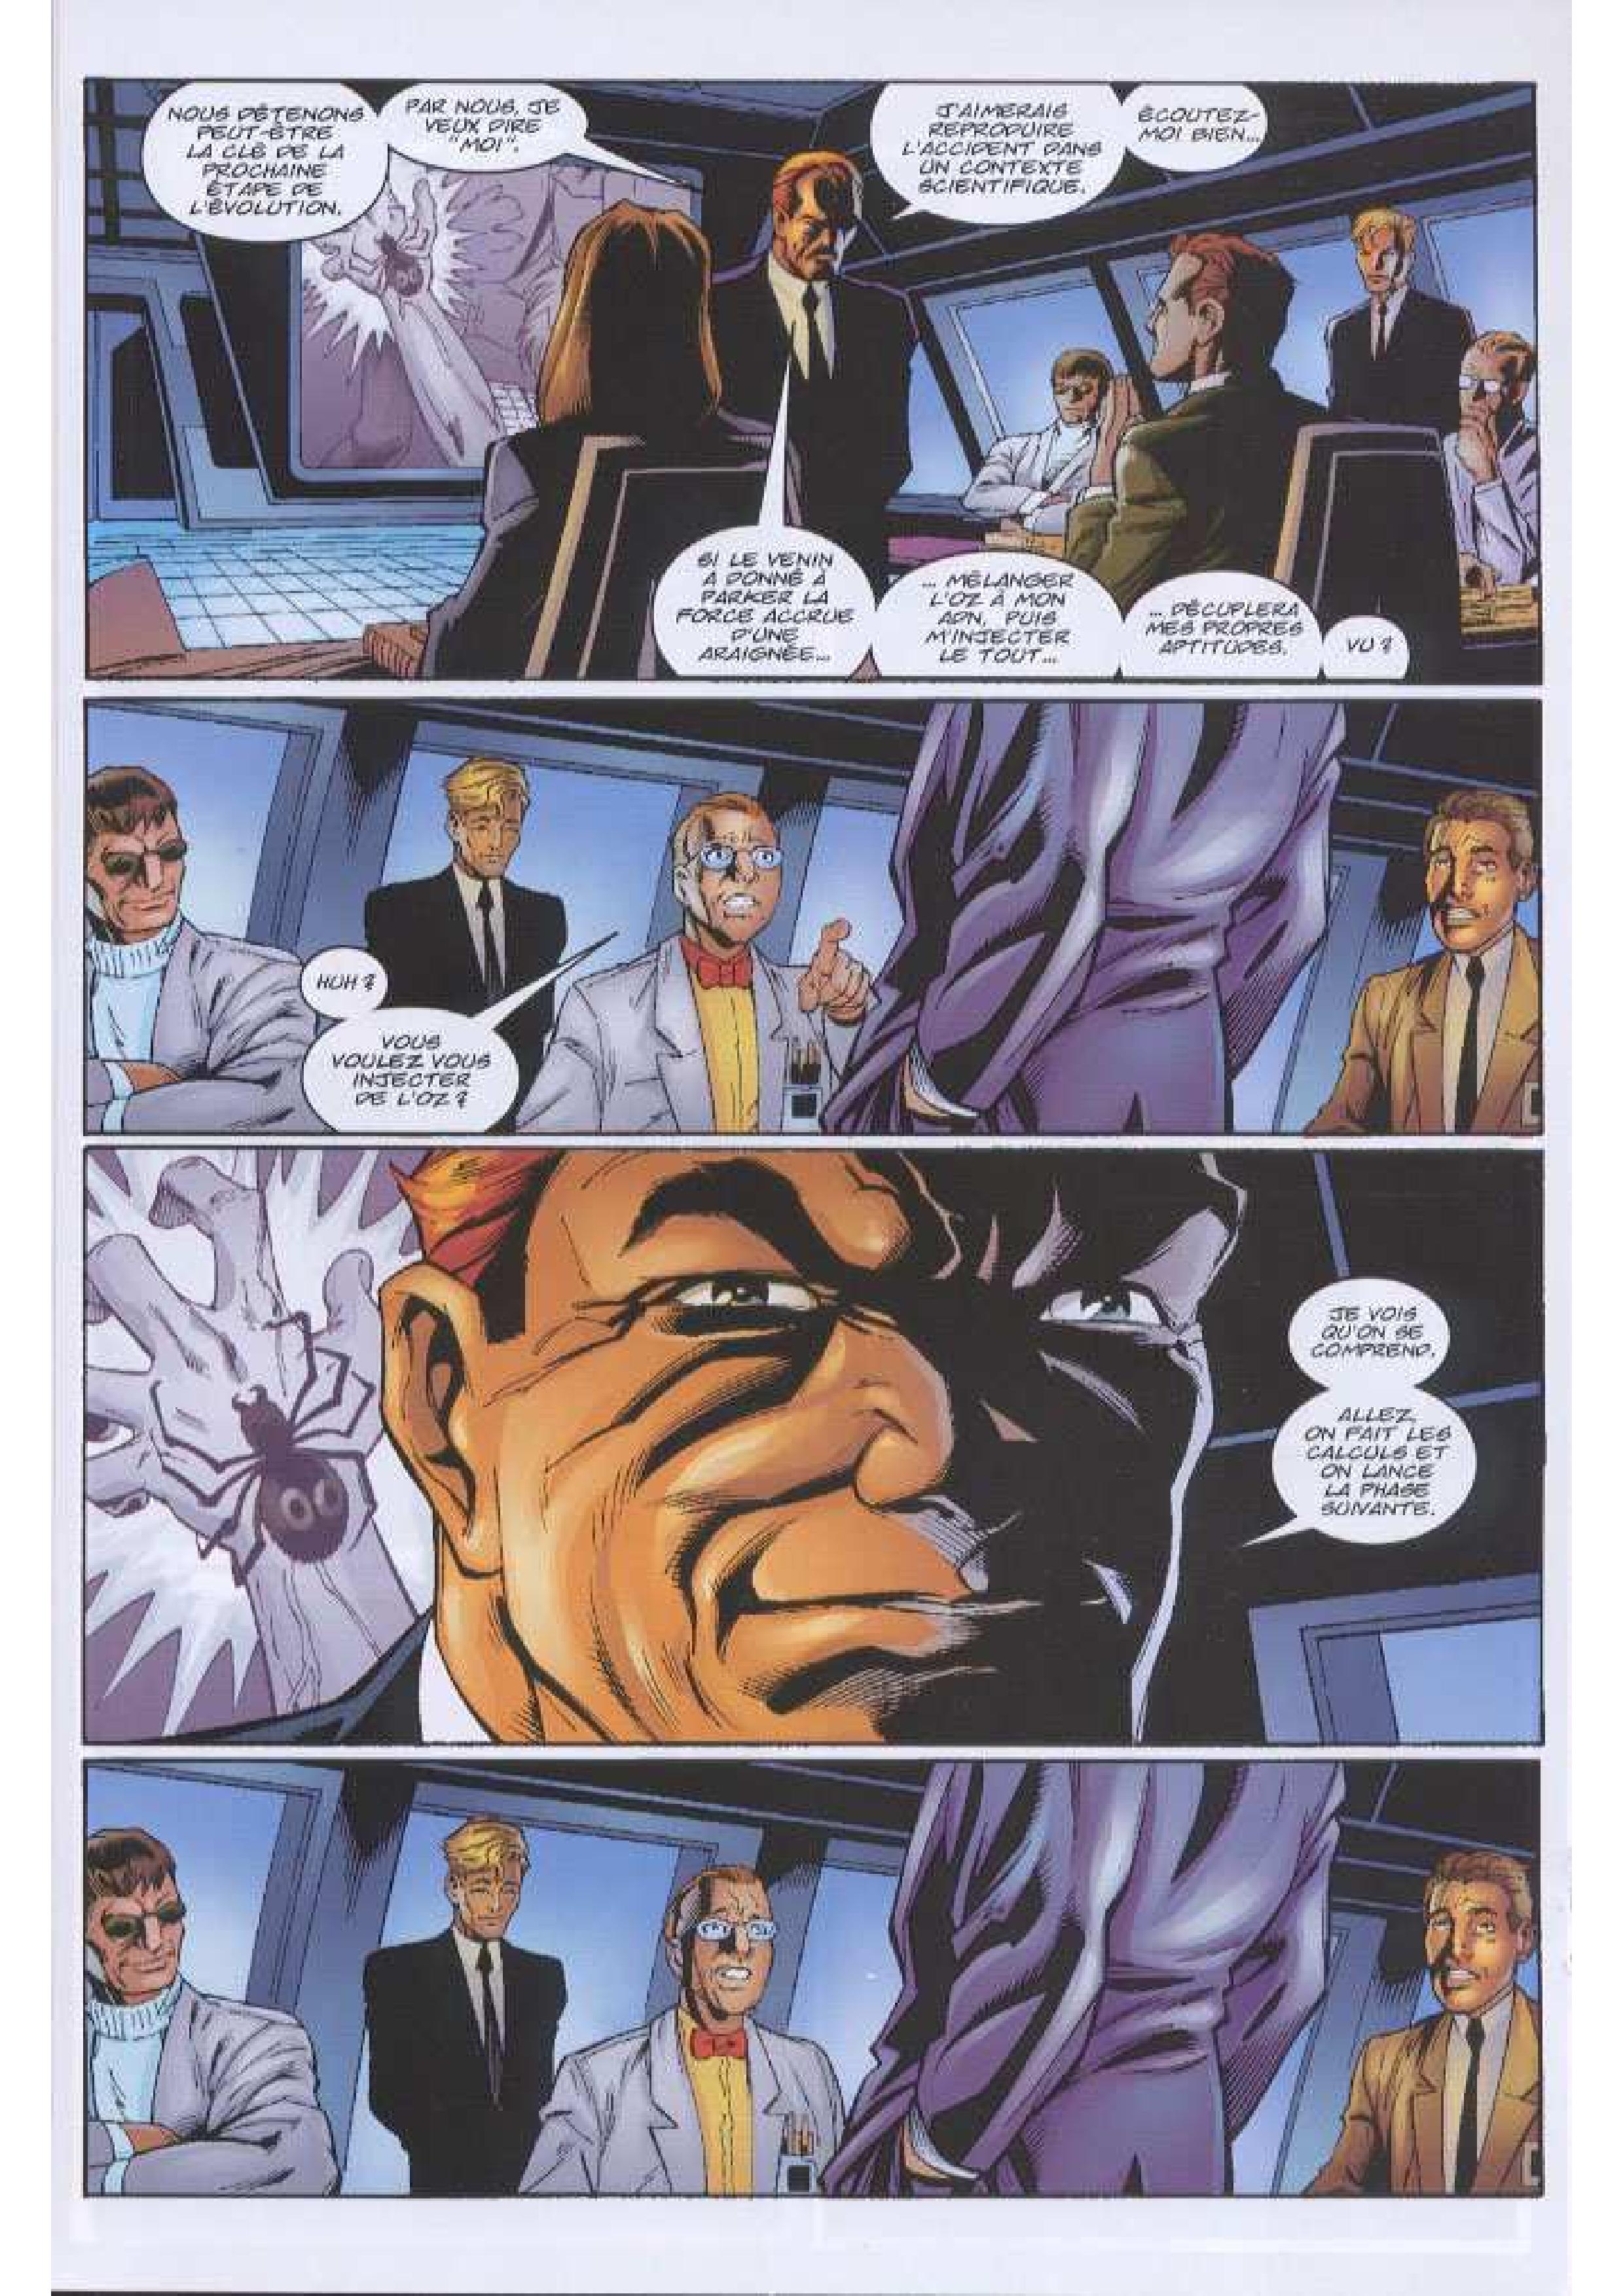 NOUS DÉTENONS
PEUT-ÊTRE
LA CLÉ DE LA
PROCHAINE
ÉTAPE DE
L'ÉVOLUTION.
PAR NOUS, JE
VEUX DIRE
"MOI".
J'AIMERAIS
REPRODUIRE
L'ACCIDENT DANS
UN CONTEXTE
SCIENTIFIQUE.
ÉCOUTEZ-
MOI BIEN...
SI LE VENIN
A DONNÉ À
PARKER LA
FORCE ACCRUE
D'UNE
ARAIGNÉE...
... MÉLANGER
L'OZ À MON
ADN, PUIS
M'INJECTER
LE TOUT...
... DÉCUPLERA
MES PROPRES
APTITUDES.
VU ?
HUH ?
VOUS
VOULEZ VOUS
INJECTER
DE L'OZ ?
JE VOIS
QU'ON SE
COMPREND.
ALLEZ,
ON FAIT LES
CALCULS ET
ON LANCE
LA PHASE
SUIVANTE.